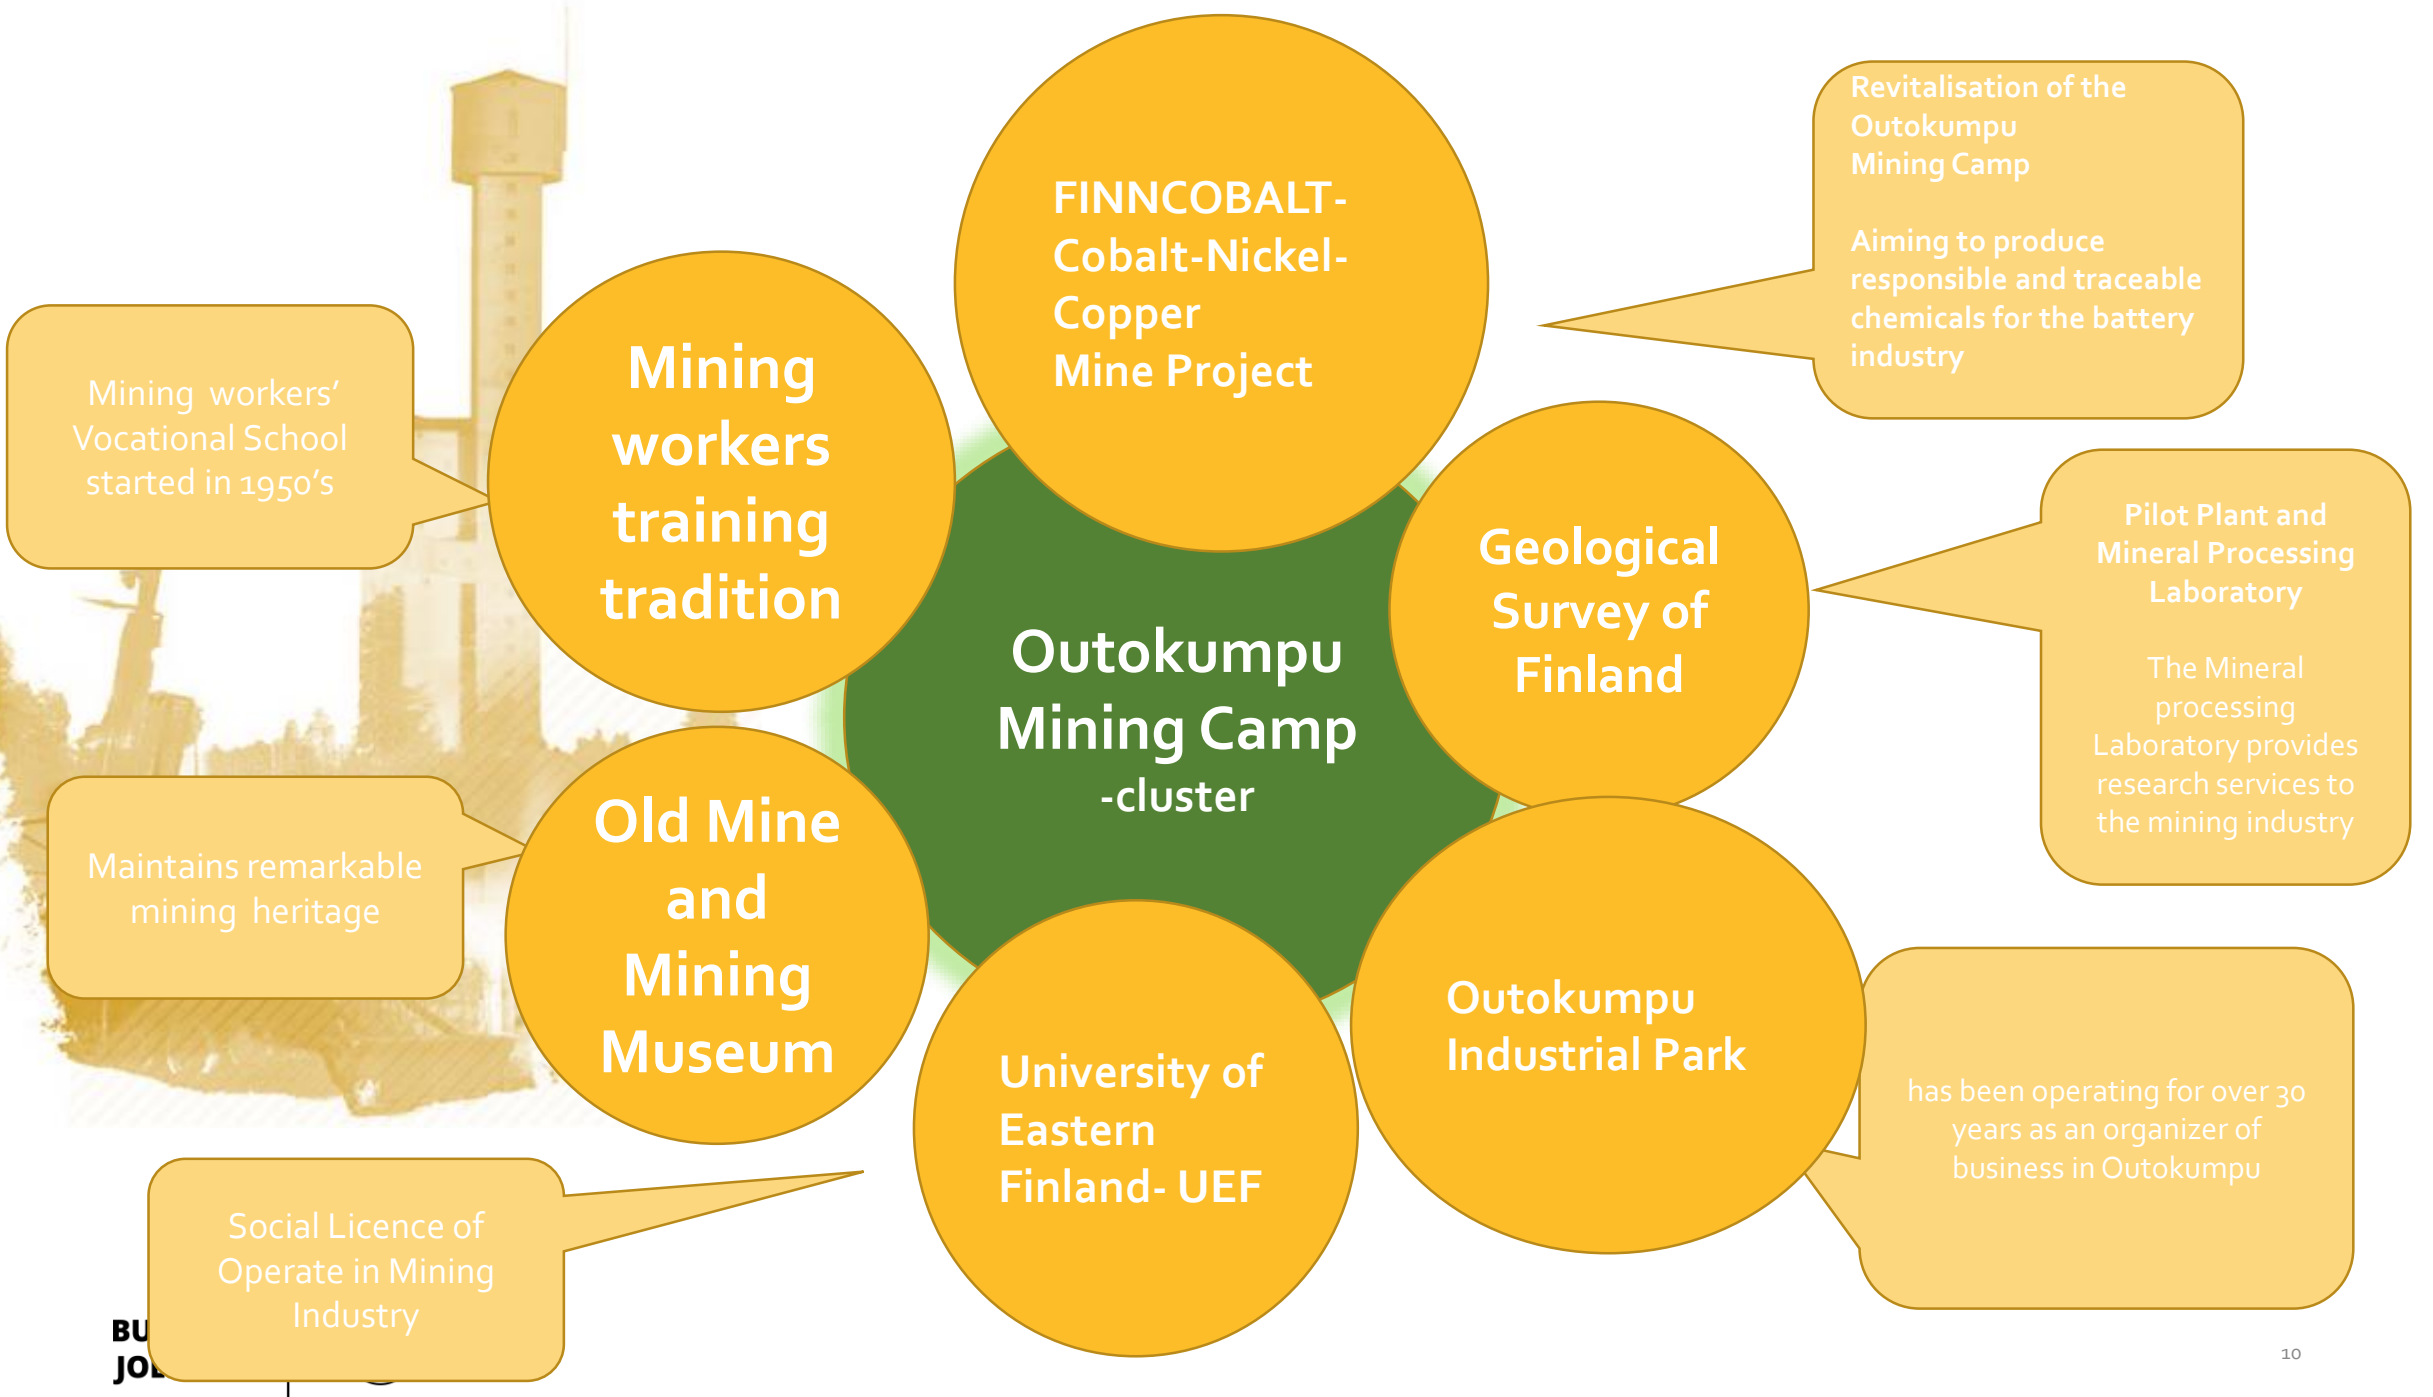 FINNCOBALT-
Cobalt-Nickel-
Copper
Mine Project
Revitalisation of the
Outokumpu
Mining Camp
Aiming to produce
responsible and traceable
chemicals for the battery
industry
Mining workers
training
tradition
Mining  workers’
Vocational School
started in 1950’s
Geological
Survey of
Finland
Pilot Plant and
Mineral Processing
Laboratory
The Mineral
processing
Laboratory provides
research services to
the mining industry
Outokumpu
Mining Camp
-cluster
Old Mine
and
Mining
Museum
Maintains remarkable
mining  heritage
Outokumpu
Industrial Park
has been operating for over 30
years as an organizer of
business in Outokumpu
University of
Eastern
Finland- UEF
Social Licence of
Operate in Mining
Industry
10